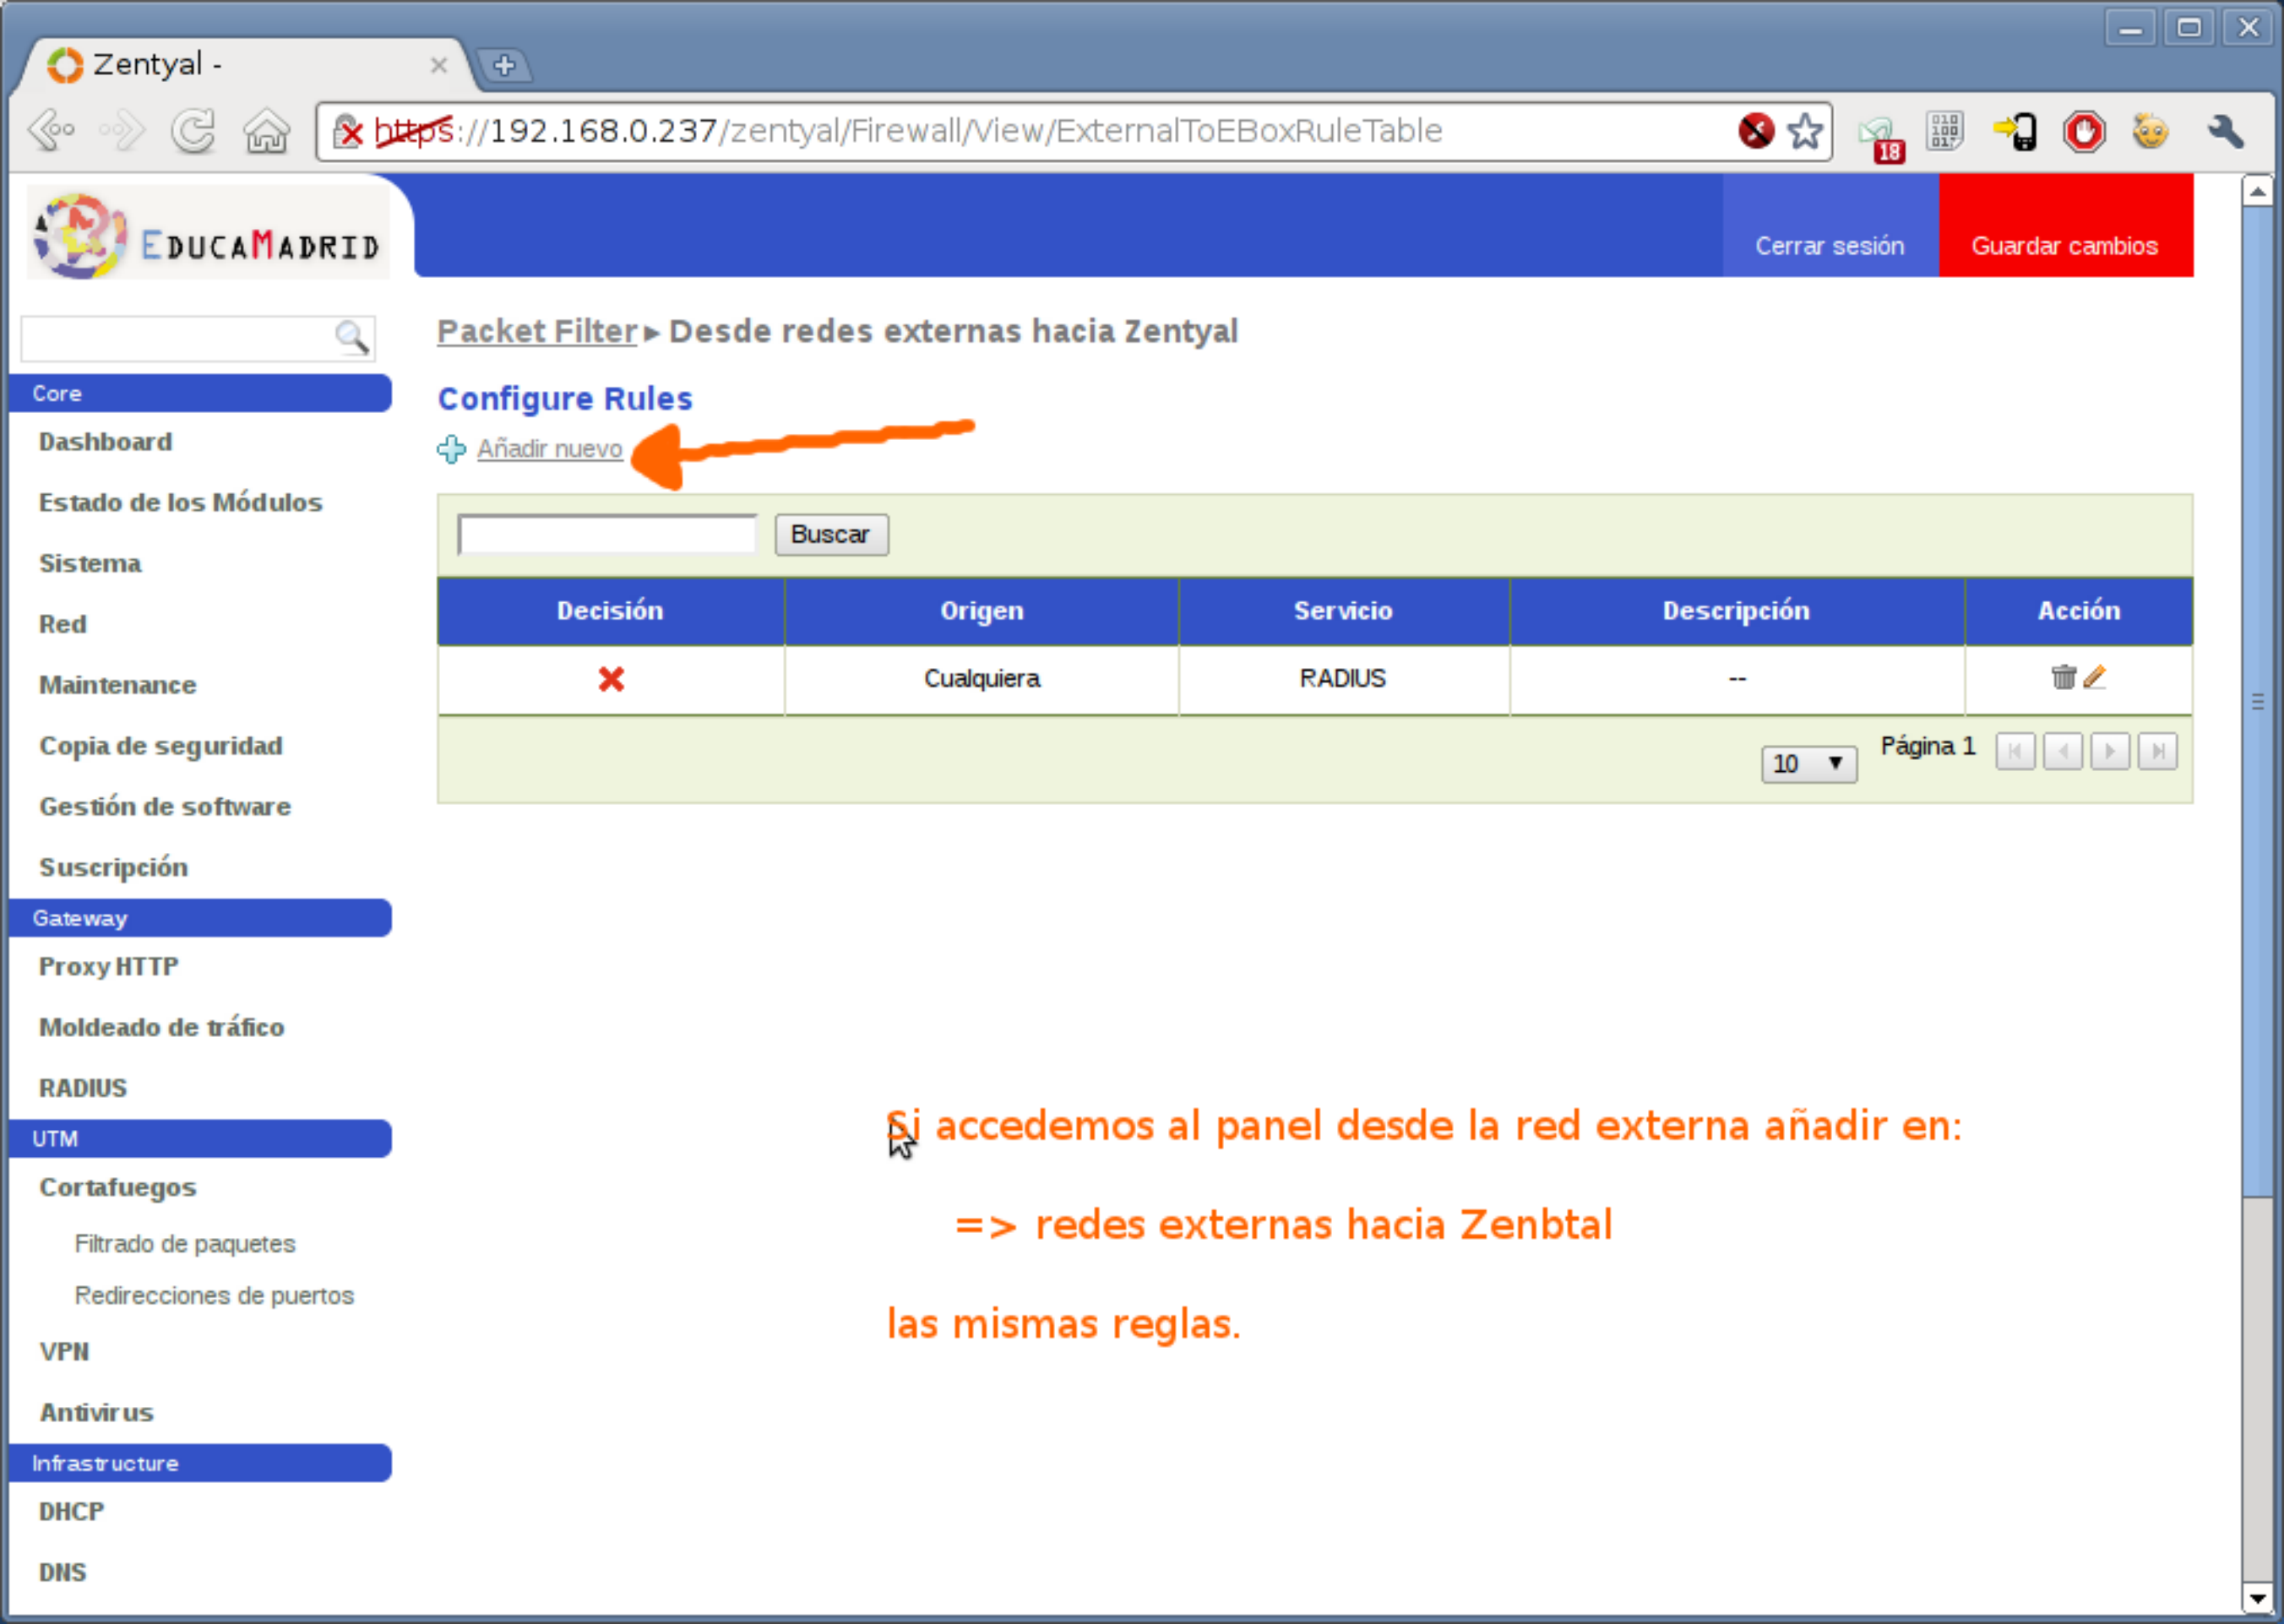 Zentyal -
https://192.168.0.237/zentyal/Firewall/View/ExternalToEBoxRuleTable
18
EDUCAMADRID
Cerrar sesión
Guardar cambios
Packet Filter ▸ Desde redes externas hacia Zentyal
Configure Rules
Añadir nuevo
Buscar
Decisión Origen Servicio Descripción Acción
Cualquiera RADIUS --
10 Página 1
Core
Dashboard
Estado de los Módulos
Sistema
Red
Maintenance
Copia de seguridad
Gestión de software
Suscripción
Gateway
Proxy HTTP
Moldeado de tráfico
RADIUS
UTM
Cortafuegos
Filtrado de paquetes
Redirecciones de puertos
VPN
Antivirus
Infrastructure
DHCP
DNS
Si accedemos al panel desde la red externa añadir en:
=> redes externas hacia Zenbtal
las mismas reglas.